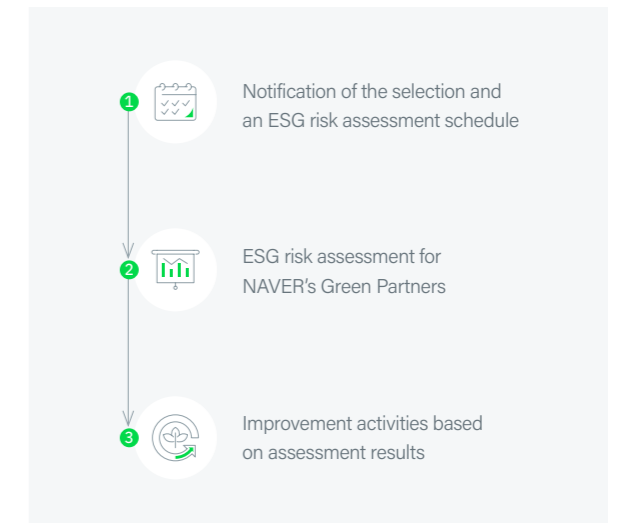 1
Notification of the selection and
an ESG risk assessment schedule
2
ESG risk assessment for
NAVER's Green Partners
3
Improvement activities based
on assessment results